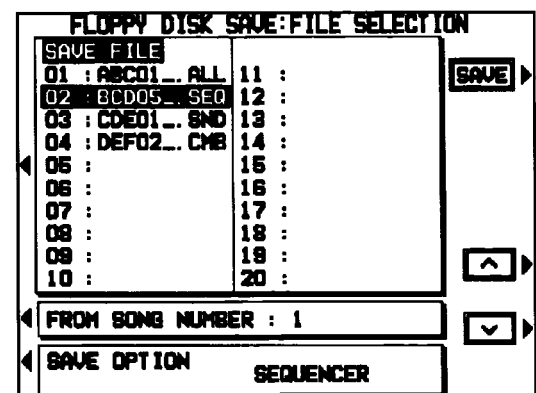 FLOPPY DISK SAVE:FILE SELECTION
SAVE FILE
01 : ABC01_. ALL 11 :
02 : BCD05_. SEQ 12 :
03 : CDE01_. SND 13 :
04 : DEF02_. CMB 14 :
05 : 15 :
06 : 16 :
07 : 17 :
08 : 18 :
09 : 19 :
10 : 20 :
SAVE
FROM SONG NUMBER : 1
SAVE OPTION
SEQUENCER